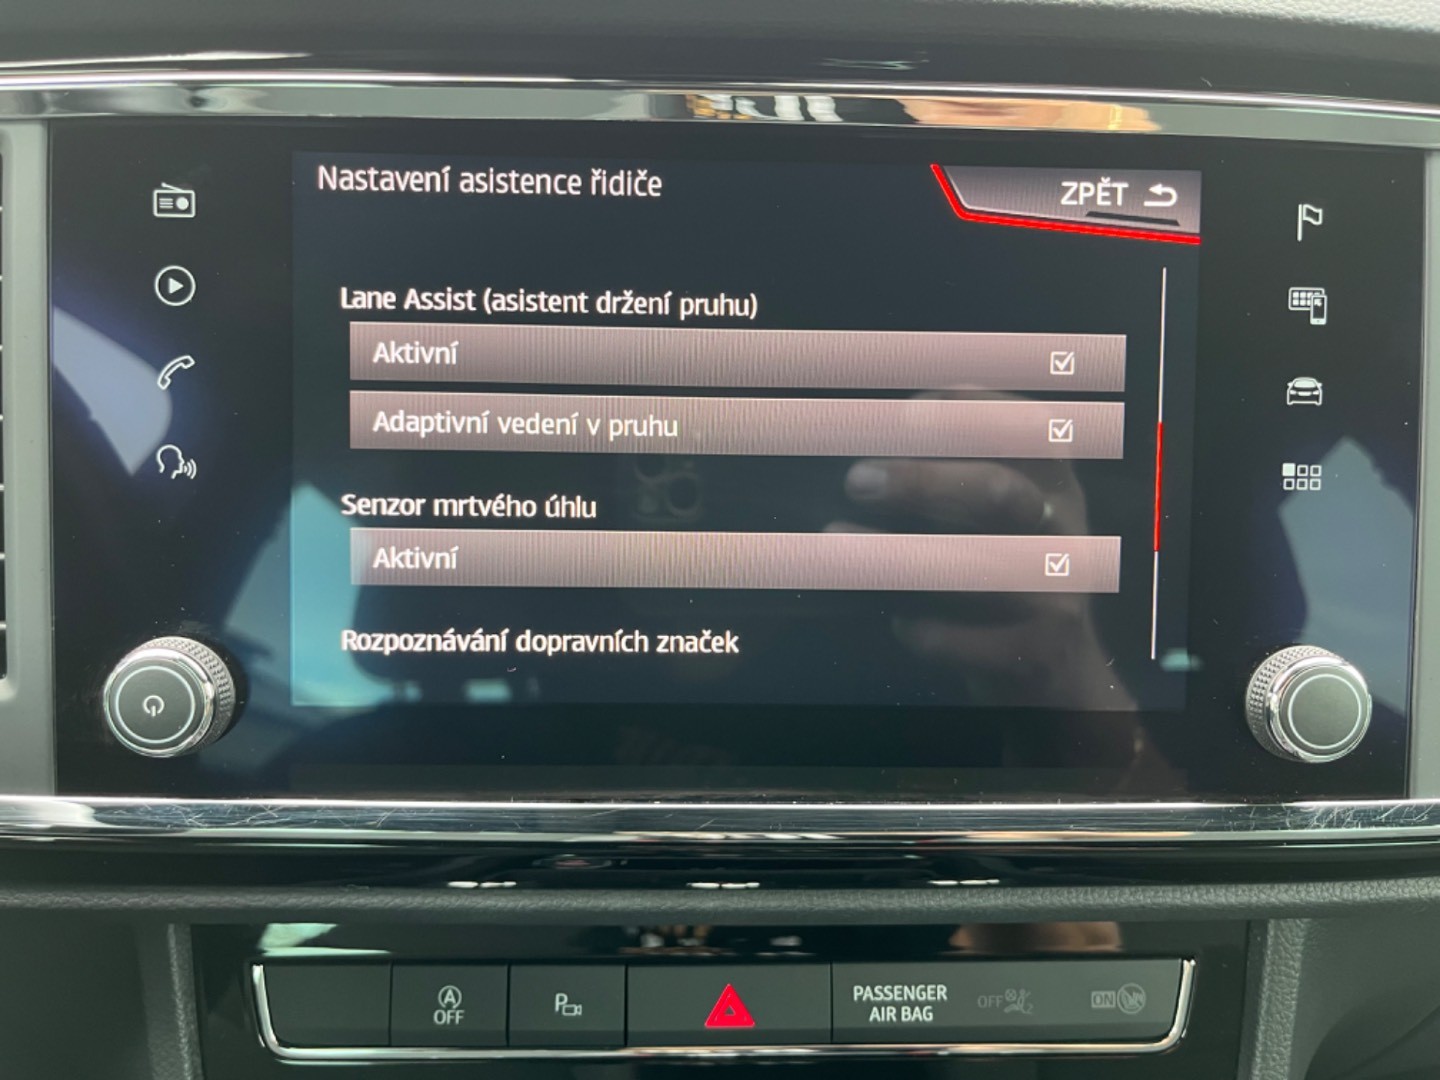 Nastavení asistence řidiče
ZPĚT
Lane Assist (asistent držení pruhu)
Aktivní
Adaptivní vedení v pruhu
Senzor mrtvého úhlu
Aktivní
Rozpoznávání dopravních značek
A
OFF
P
PASSENGER
AIR BAG
OFF
ON